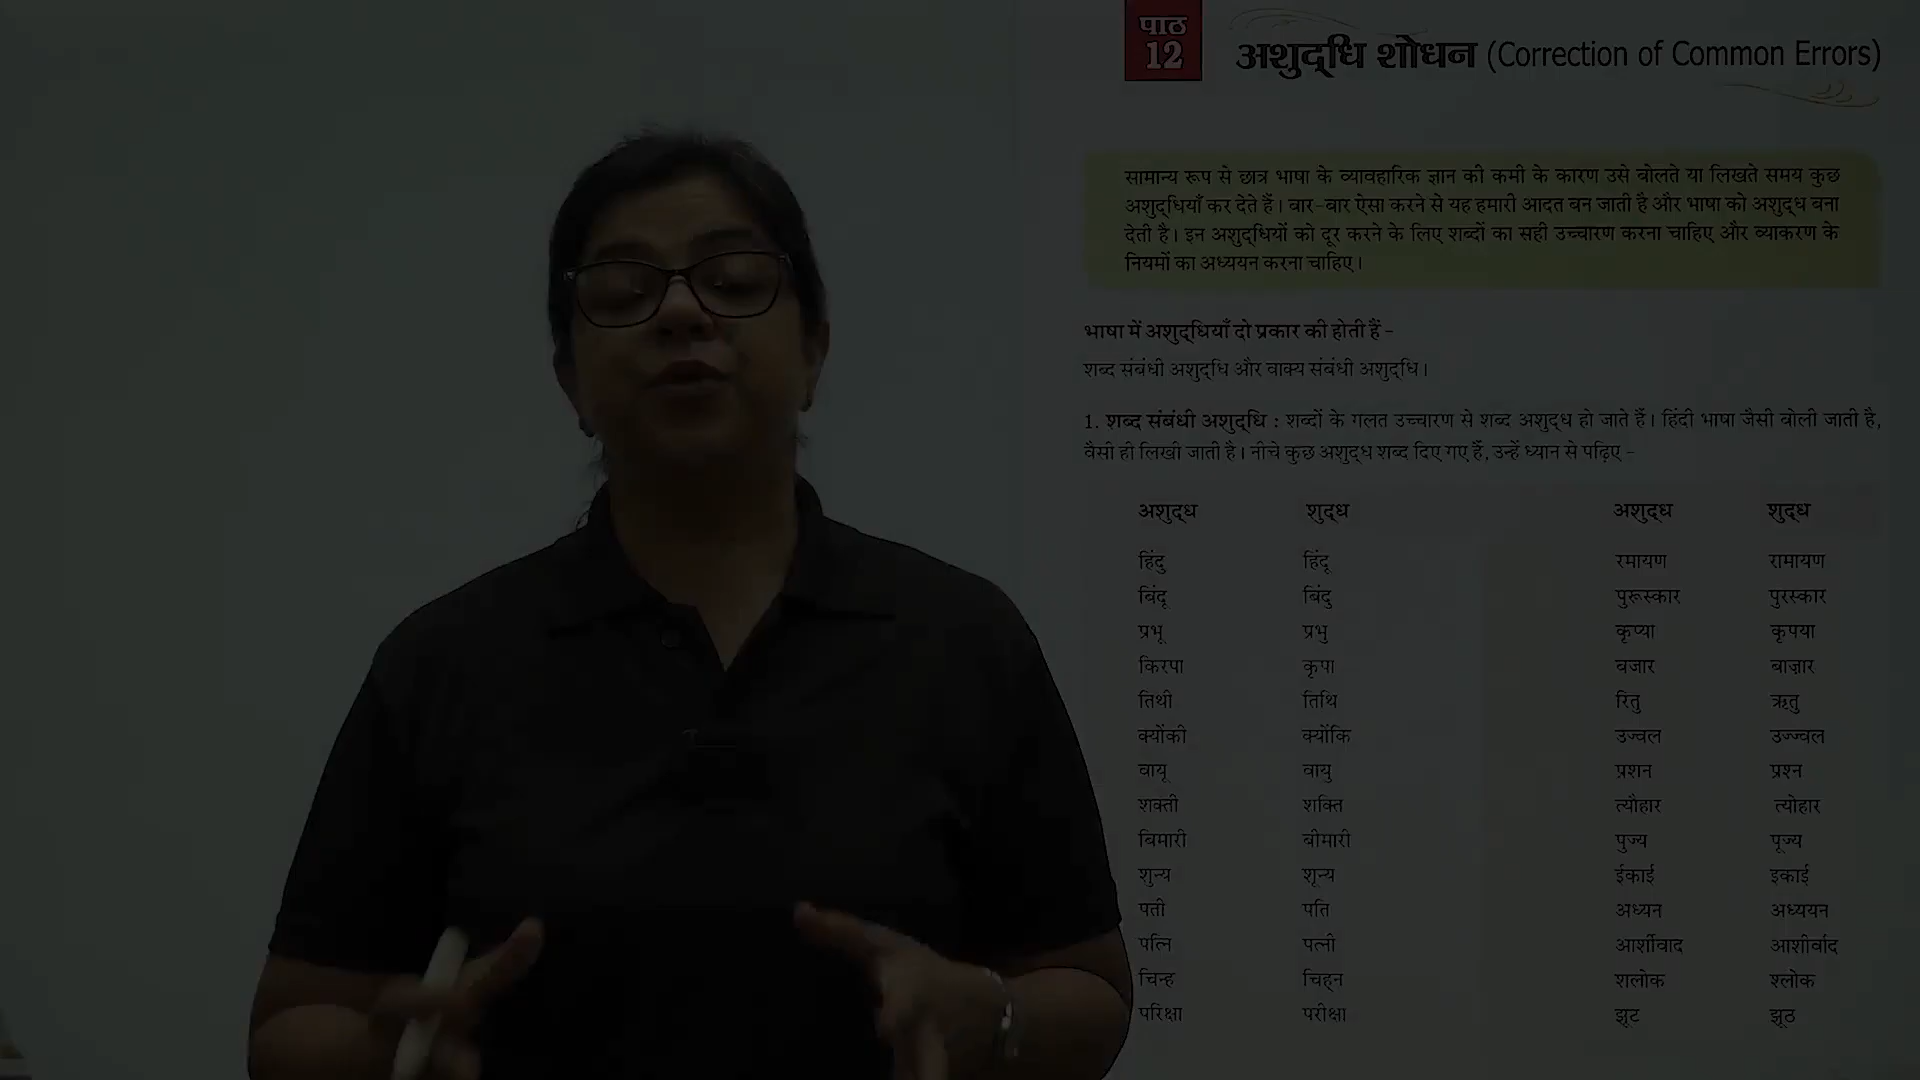 पाठ
12
अशुद्धि शोधन (Correction of Common Errors)
सामान्य रूप से छात्र भाषा के व्यावहारिक ज्ञान की कमी के कारण उसे बोलते या लिखते समय कुछ
अशुद्धियाँ कर देते हैं। बार-बार ऐसा करने से यह हमारी आदत बन जाती है और भाषा को अशुद्ध बना
देती है। इन अशुद्धियों को दूर करने के लिए शब्दों का सही उच्चारण करना चाहिए और व्याकरण के
नियमों का अध्ययन करना चाहिए।
भाषा में अशुद्धियाँ दो प्रकार की होती हैं -
शब्द संबंधी अशुद्धि और वाक्य संबंधी अशुद्धि।
1. शब्द संबंधी अशुद्धि : शब्दों के गलत उच्चारण से शब्द अशुद्ध हो जाते हैं। हिंदी भाषा जैसी बोली जाती है,
वैसी ही लिखी जाती है। नीचे कुछ अशुद्ध शब्द दिए गए हैं, उन्हें ध्यान से पढ़िए -
अशुद्ध शुद्ध अशुद्ध शुद्ध
हिंदु हिंदू रमायण रामायण
बिंदू बिंदु पुरूस्कार पुरस्कार
प्रभू प्रभु कृप्या कृपया
किरपा कृपा बजार बाज़ार
तिथी तिथि रितु ऋतु
क्योंकी क्योंकि उज्वल उज्ज्वल
वायू वायु प्रशन प्रश्न
शक्ती शक्ति त्यौहार त्योहार
बिमारी बीमारी पुज्य पूज्य
शुन्य शून्य ईकाई इकाई
पती पति अध्यन अध्ययन
पत्नि पत्नी आर्शीवाद आशीर्वाद
चिन्ह चिह्न शलोक श्लोक
परिक्षा परीक्षा झूट झूठ